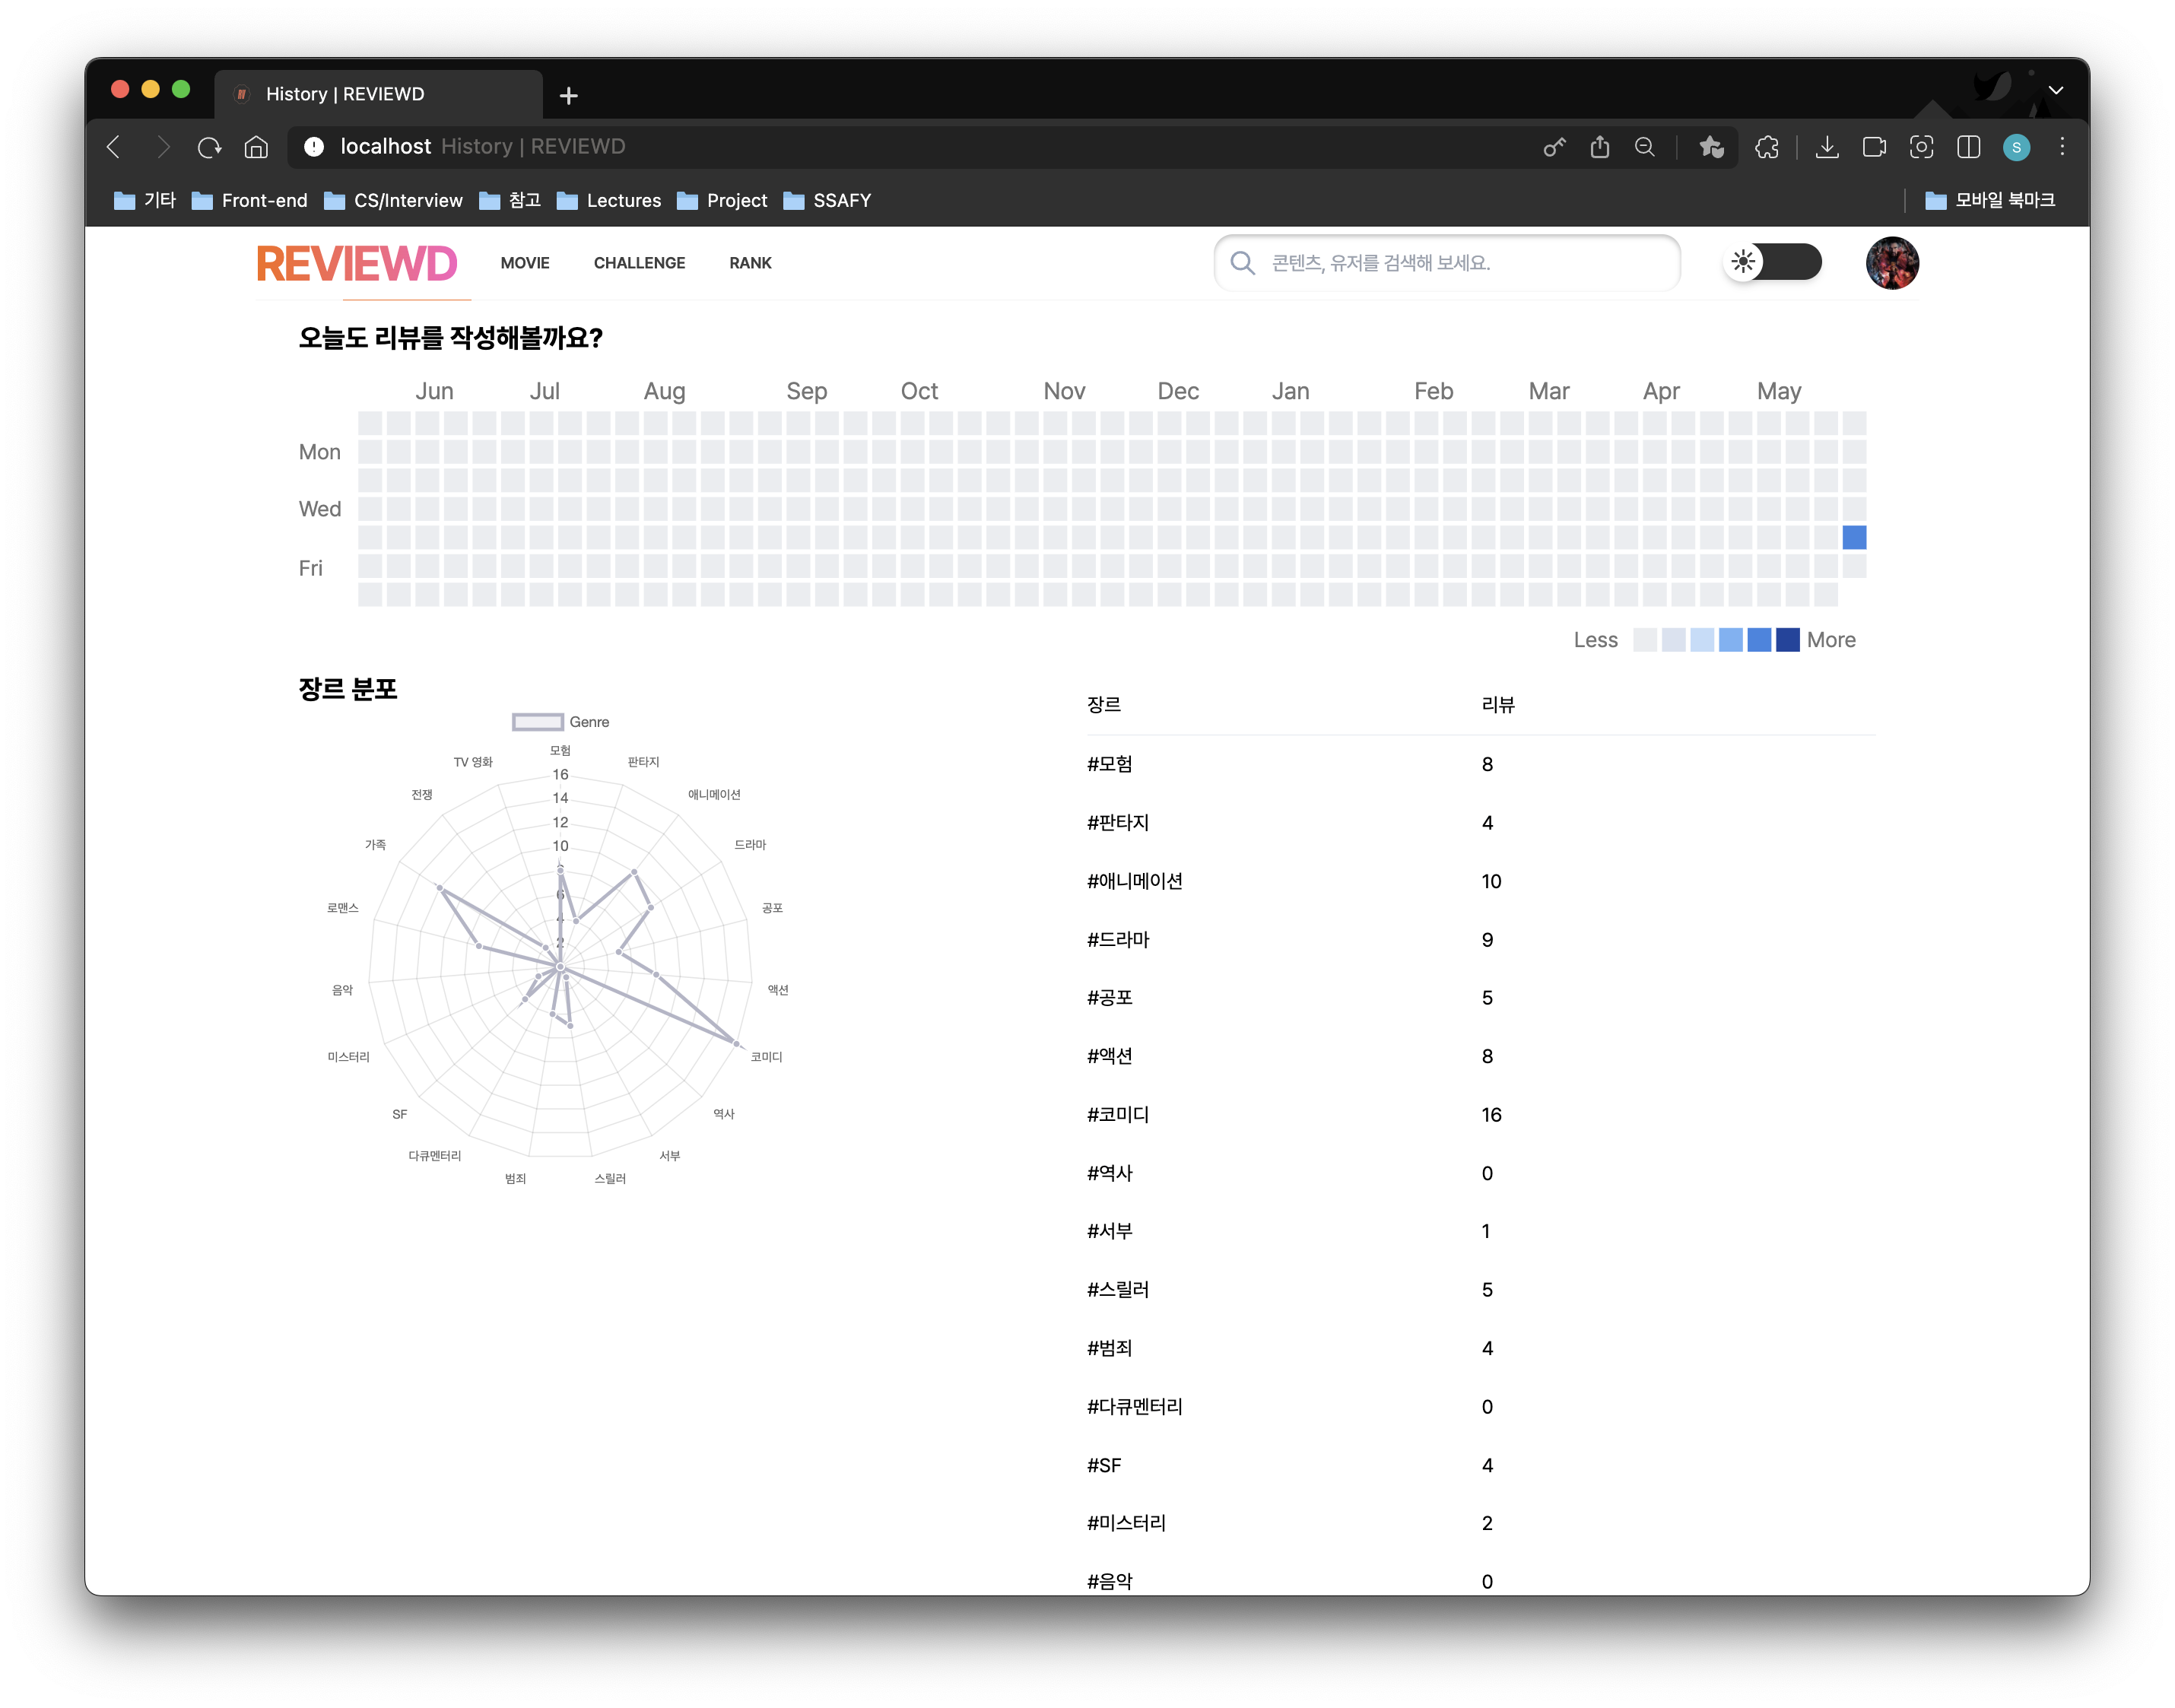 History | REVIEWD
localhost History | REVIEWD
기타 Front-end CS/Interview 참고 Lectures Project SSAFY 모바일 북마크
S
REVIEWD MOVIE CHALLENGE RANK 콘텐츠, 유저를 검색해 보세요.
오늘도 리뷰를 작성해볼까요?
Jun Jul Aug Sep Oct Nov Dec Jan Feb Mar Apr May
Mon
Wed
Fri
Less More
장르 분포
Genre
모험
판타지
애니메이션
드라마
공포
액션
코미디
역사
서부
스릴러
범죄
다큐멘터리
SF
미스터리
음악
로맨스
가족
전쟁
TV 영화
16
14
12
10
8
6
4
2
장르 리뷰
#모험 8
#판타지 4
#애니메이션 10
#드라마 9
#공포 5
#액션 8
#코미디 16
#역사 0
#서부 1
#스릴러 5
#범죄 4
#다큐멘터리 0
#SF 4
#미스터리 2
#음악 0